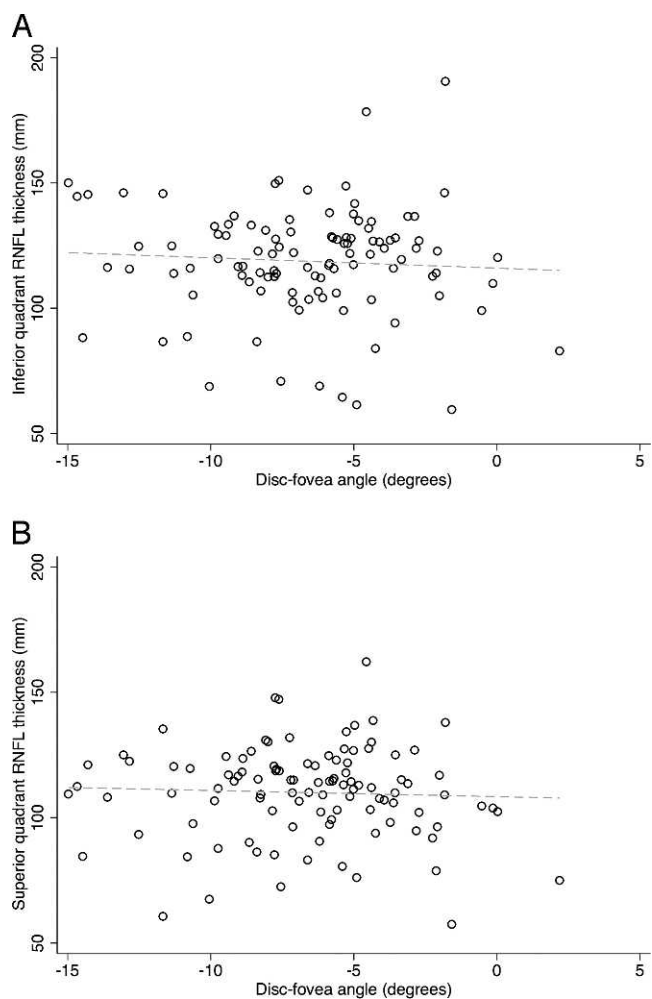 A
200
150
100
50
Inferior quadrant RNFL thickness (mm)
-15 -10 -5 0 5
Disc-fovea angle (degrees)
B
200
150
100
50
Superior quadrant RNFL thickness (mm)
-15 -10 -5 0 5
Disc-fovea angle (degrees)